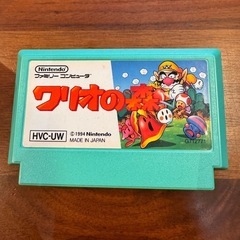 Nintendo
ファミリーコンピュータ
ワリオの森
HVC-UW
©1994 Nintendo
MADE IN JAPAN